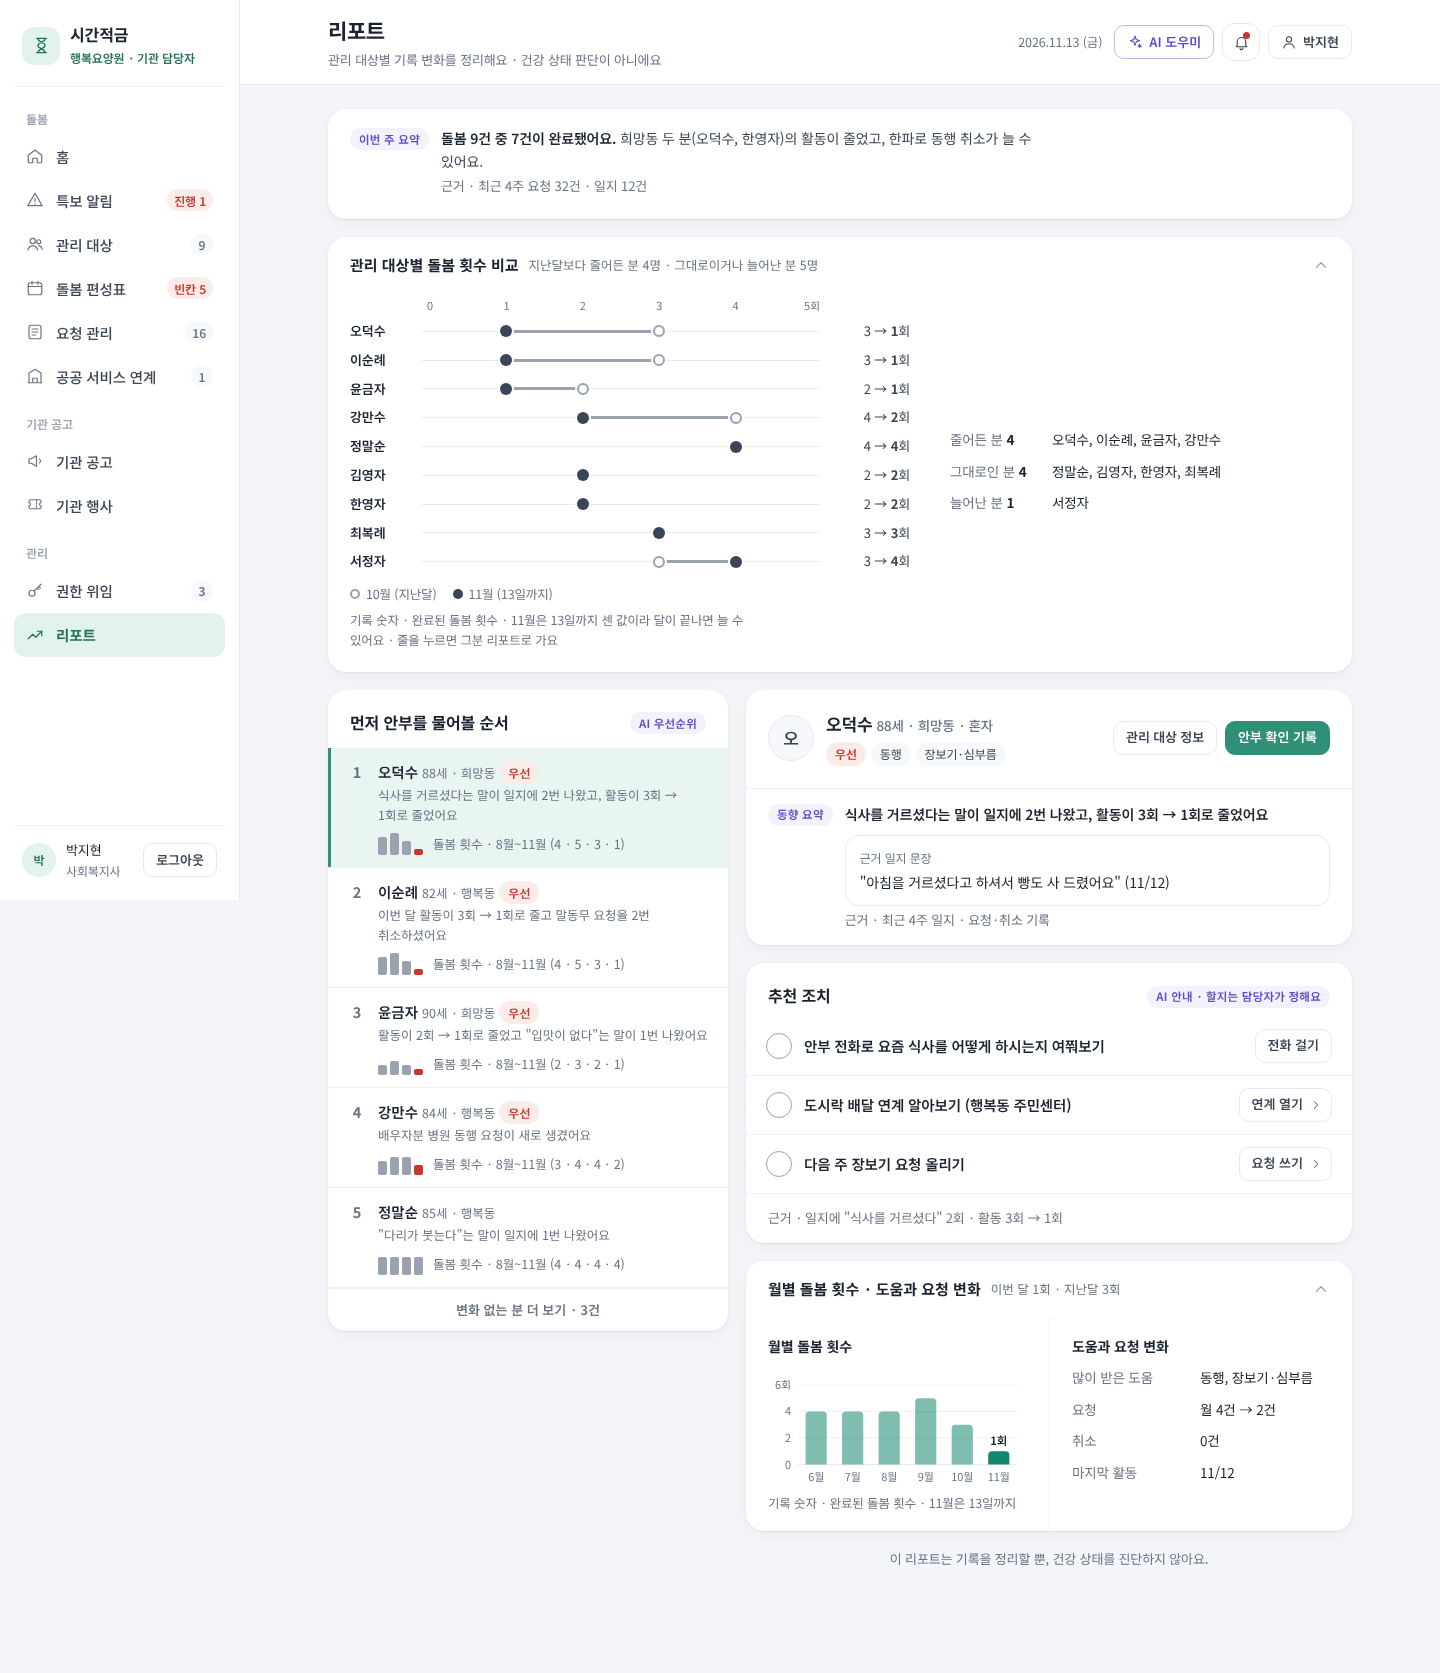 시간적금
행복요양원 · 기관 담당자
돌봄
홈
특보 알림 진행 1
관리 대상 9
돌봄 편성표 빈칸 5
요청 관리 16
공공 서비스 연계 1
기관 공고
기관 공고
기관 행사
관리
권한 위임 3
리포트
박 박지현
사회복지사
로그아웃
리포트
관리 대상별 기록 변화를 정리해요 · 건강 상태 판단이 아니에요
2026.11.13 (금) AI 도우미 박지현
이번 주 요약 돌봄 9건 중 7건이 완료됐어요. 희망동 두 분(오덕수, 한영자)의 활동이 줄었고, 한파로 동행 취소가 늘 수
있어요.
근거 · 최근 4주 요청 32건 · 일지 12건
관리 대상별 돌봄 횟수 비교 지난달보다 줄어든 분 4명 · 그대로이거나 늘어난 분 5명
0 1 2 3 4 5회
오덕수 3 → 1회
이순례 3 → 1회
윤금자 2 → 1회
강만수 4 → 2회
정말순 4 → 4회
김영자 2 → 2회
한영자 2 → 2회
최복례 3 → 3회
서정자 3 → 4회
줄어든 분 4 오덕수, 이순례, 윤금자, 강만수
그대로인 분 4 정말순, 김영자, 한영자, 최복례
늘어난 분 1 서정자
10월 (지난달) 11월 (13일까지)
기록 숫자 · 완료된 돌봄 횟수 · 11월은 13일까지 센 값이라 달이 끝나면 늘 수
있어요 · 줄을 누르면 그분 리포트로 가요
먼저 안부를 물어볼 순서 AI 우선순위
1 오덕수 88세 · 희망동 우선
식사를 거르셨다는 말이 일지에 2번 나왔고, 활동이 3회 →
1회로 줄었어요
돌봄 횟수 · 8월~11월 (4 · 5 · 3 · 1)
2 이순례 82세 · 행복동 우선
이번 달 활동이 3회 → 1회로 줄고 말동무 요청을 2번
취소하셨어요
돌봄 횟수 · 8월~11월 (4 · 5 · 3 · 1)
3 윤금자 90세 · 희망동 우선
활동이 2회 → 1회로 줄었고 "입맛이 없다"는 말이 1번 나왔어요
돌봄 횟수 · 8월~11월 (2 · 3 · 2 · 1)
4 강만수 84세 · 행복동 우선
배우자분 병원 동행 요청이 새로 생겼어요
돌봄 횟수 · 8월~11월 (3 · 4 · 4 · 2)
5 정말순 85세 · 행복동
"다리가 붓는다"는 말이 일지에 1번 나왔어요
돌봄 횟수 · 8월~11월 (4 · 4 · 4 · 4)
변화 없는 분 더 보기 · 3건
오 오덕수 88세 · 희망동 · 혼자
우선 동행 장보기·심부름
관리 대상 정보 안부 확인 기록
동향 요약 식사를 거르셨다는 말이 일지에 2번 나왔고, 활동이 3회 → 1회로 줄었어요
근거 일지 문장
"아침을 거르셨다고 하셔서 빵도 사 드렸어요" (11/12)
근거 · 최근 4주 일지 · 요청·취소 기록
추천 조치 AI 안내 · 할지는 담당자가 정해요
안부 전화로 요즘 식사를 어떻게 하시는지 여쭤보기 전화 걸기
도시락 배달 연계 알아보기 (행복동 주민센터) 연계 열기
다음 주 장보기 요청 올리기 요청 쓰기
근거 · 일지에 "식사를 거르셨다" 2회 · 활동 3회 → 1회
월별 돌봄 횟수 · 도움과 요청 변화 이번 달 1회 · 지난달 3회
월별 돌봄 횟수
6회
4
2
0
1회
6월 7월 8월 9월 10월 11월
기록 숫자 · 완료된 돌봄 횟수 · 11월은 13일까지
도움과 요청 변화
많이 받은 도움 동행, 장보기·심부름
요청 월 4건 → 2건
취소 0건
마지막 활동 11/12
이 리포트는 기록을 정리할 뿐, 건강 상태를 진단하지 않아요.